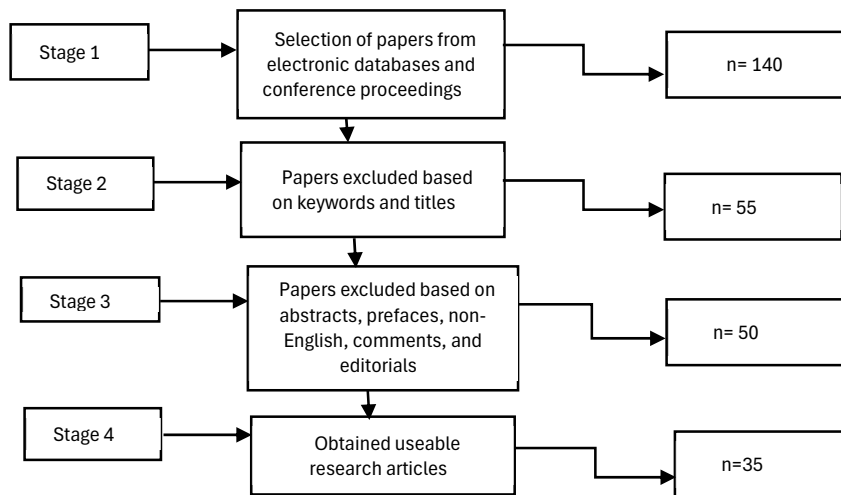 Stage 1
Selection of papers from
electronic databases and
conference proceedings
n= 140
Stage 2
Papers excluded based
on keywords and titles
n= 55
Stage 3
Papers excluded based on
abstracts, prefaces, non-
English, comments, and
editorials
n= 50
Stage 4
Obtained useable
research articles
n=35